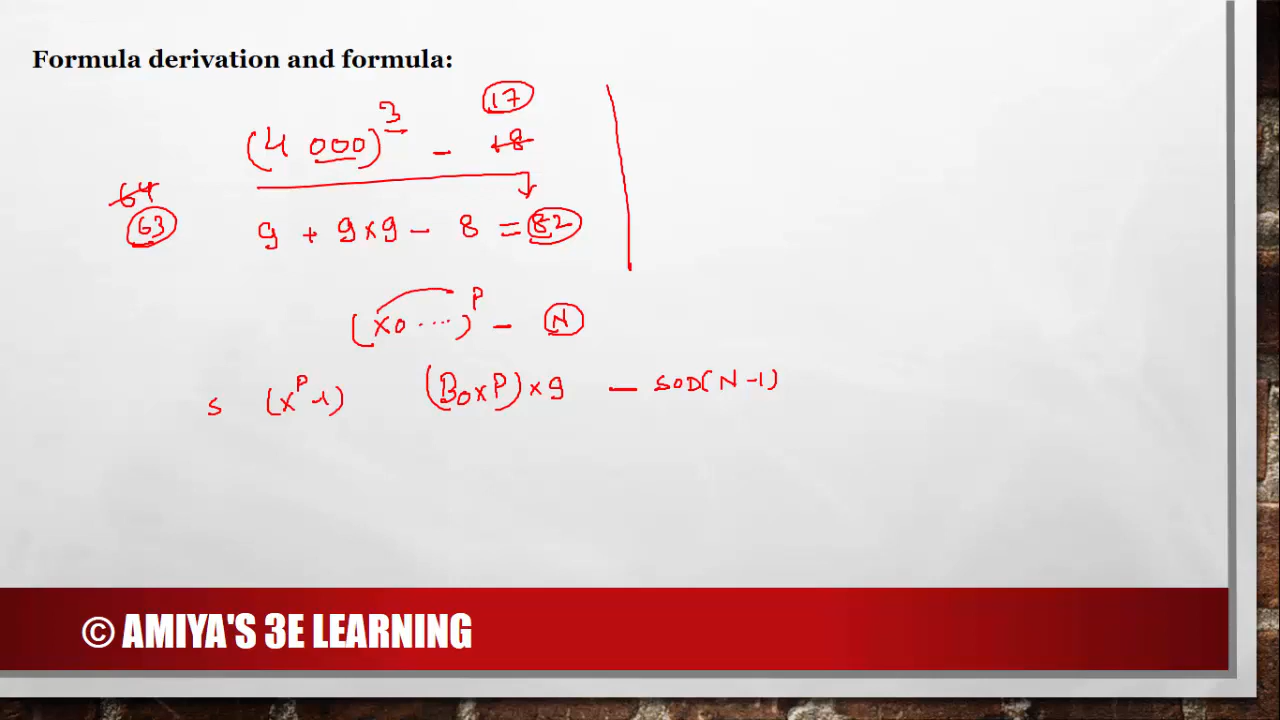 Formula derivation and formula:
17
(4 000)³ - 18
64
63
9 + 9×9 - 8 = 82
(X0 ....)ᴾ - N
S (Xᴾ-1) (B₀×P)×9 — SOD(N-1)
© AMIYA'S 3E LEARNING